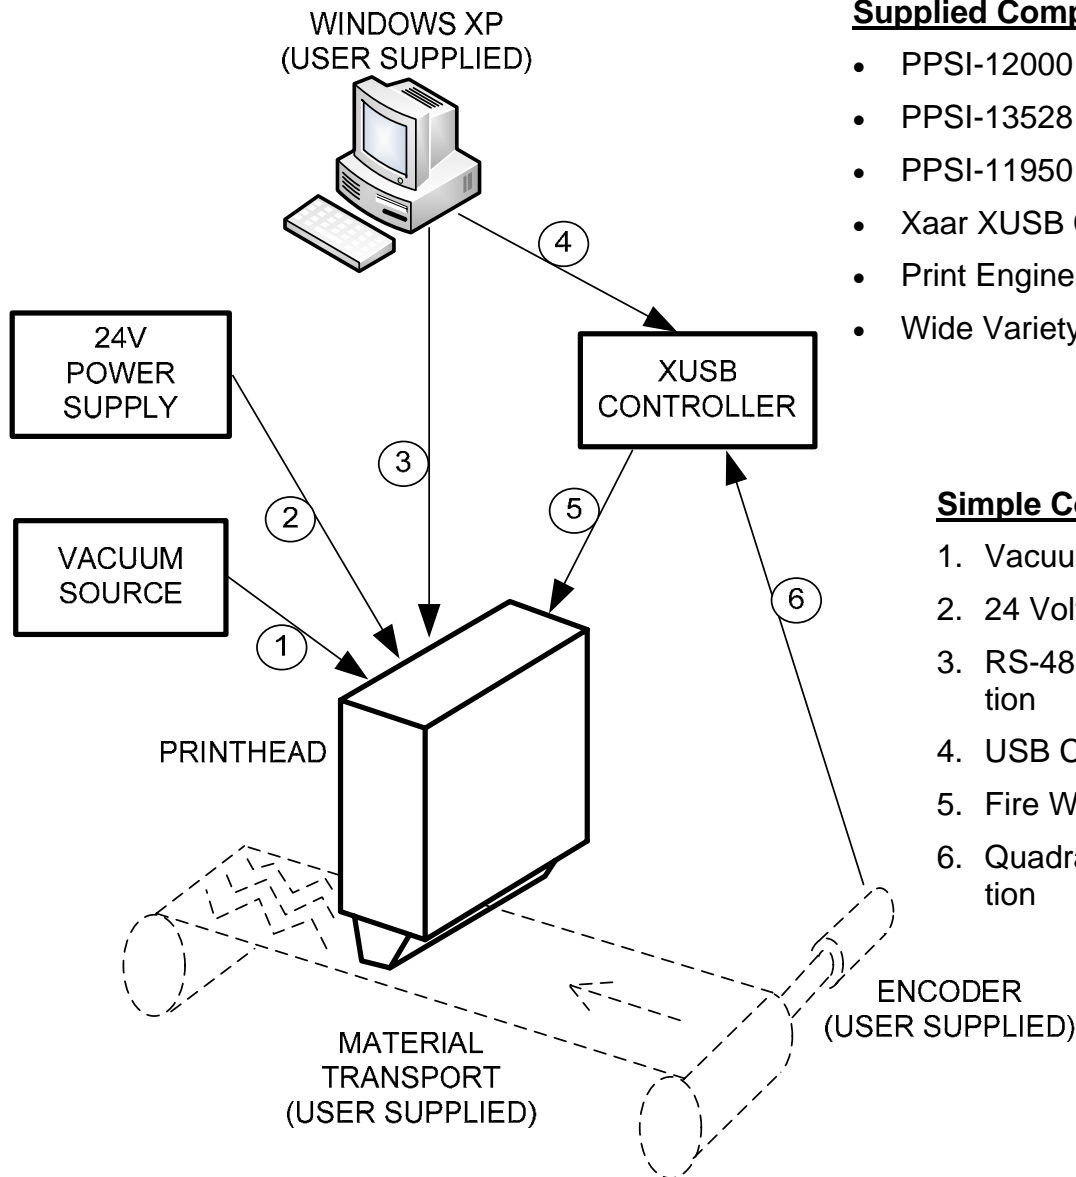 WINDOWS XP
(USER SUPPLIED)
24V
POWER
SUPPLY
VACUUM
SOURCE
XUSB
CONTROLLER
4
3
2
5
1
6
PRINTHEAD
ENCODER
(USER SUPPLIED)
MATERIAL
TRANSPORT
(USER SUPPLIED)
Supplied Comp
• PPSI-12000
• PPSI-13528
• PPSI-11950
• Xaar XUSB
• Print Engine
• Wide Variety
Simple Co
1. Vacuu
2. 24 Vol
3. RS-48
tion
4. USB C
5. Fire W
6. Quadra
tion